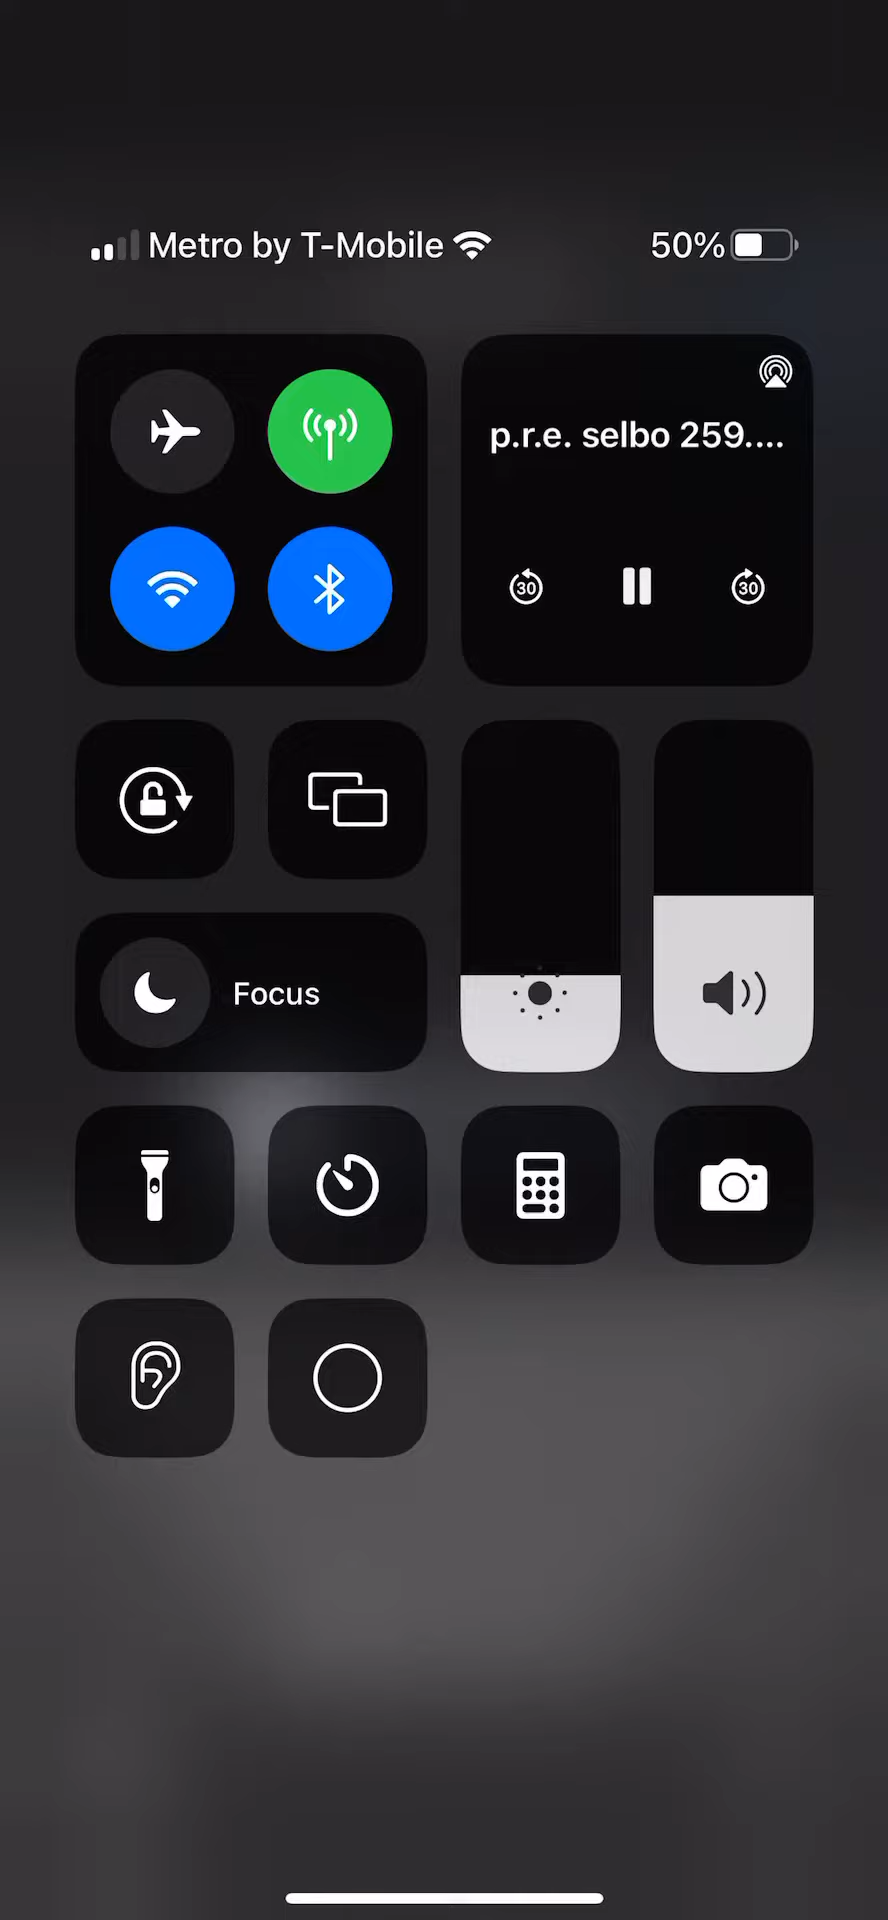 Metro by T-Mobile
50%
p.r.e. selbo 259....
30
30
Focus